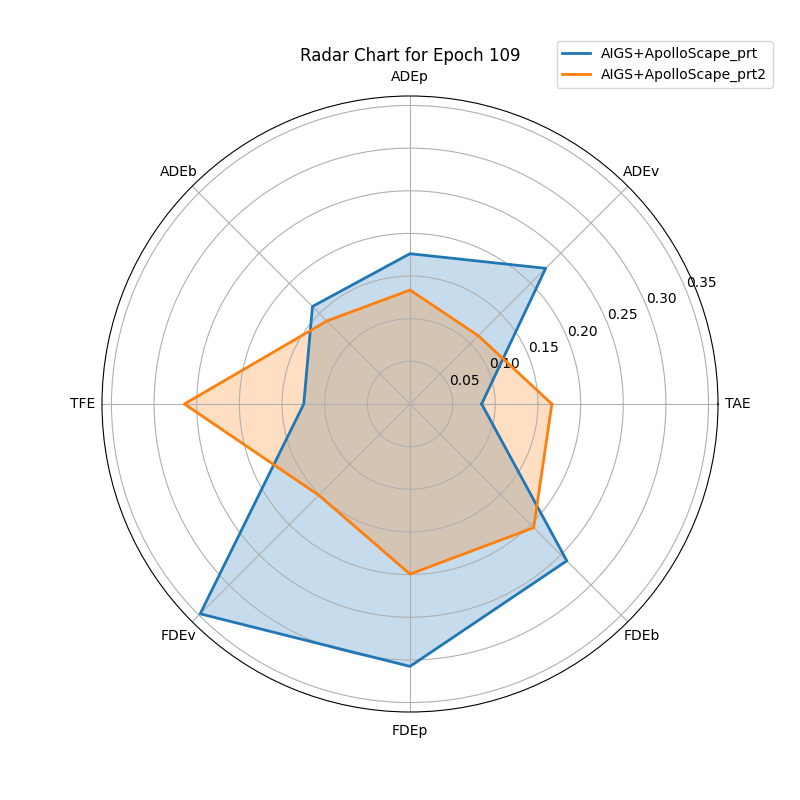 Radar Chart for Epoch 109
AIGS+ApolloScape_prt
AIGS+ApolloScape_prt2
ADEp
ADEb
ADEv
0.35
0.30
0.25
0.20
0.15
0.10
0.05
TFE
TAE
FDEv
FDEb
FDEp